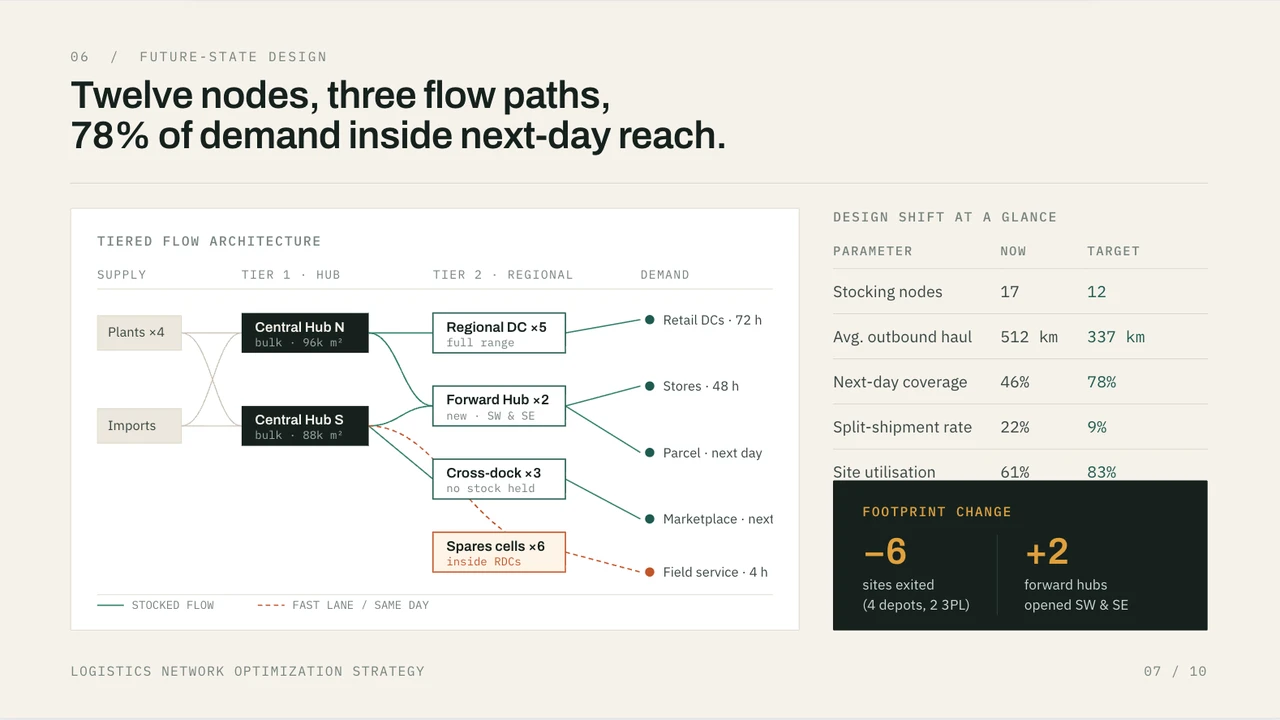 06 / FUTURE-STATE DESIGN
Twelve nodes, three flow paths,
78% of demand inside next-day reach.
TIERED FLOW ARCHITECTURE
SUPPLY
TIER 1 · HUB
TIER 2 · REGIONAL
DEMAND
Plants ×4
Imports
Central Hub N
bulk · 96k m²
Central Hub S
bulk · 88k m²
Regional DC ×5
full range
Forward Hub ×2
new · SW & SE
Cross-dock ×3
no stock held
Spares cells ×6
inside RDCs
Retail DCs · 72 h
Stores · 48 h
Parcel · next day
Marketplace · next
Field service · 4 h
STOCKED FLOW
FAST LANE / SAME DAY
DESIGN SHIFT AT A GLANCE
PARAMETER NOW TARGET
Stocking nodes 17 12
Avg. outbound haul 512 km 337 km
Next-day coverage 46% 78%
Split-shipment rate 22% 9%
Site utilisation 61% 83%
FOOTPRINT CHANGE
−6
sites exited
(4 depots, 2 3PL)
+2
forward hubs
opened SW & SE
LOGISTICS NETWORK OPTIMIZATION STRATEGY
07 / 10